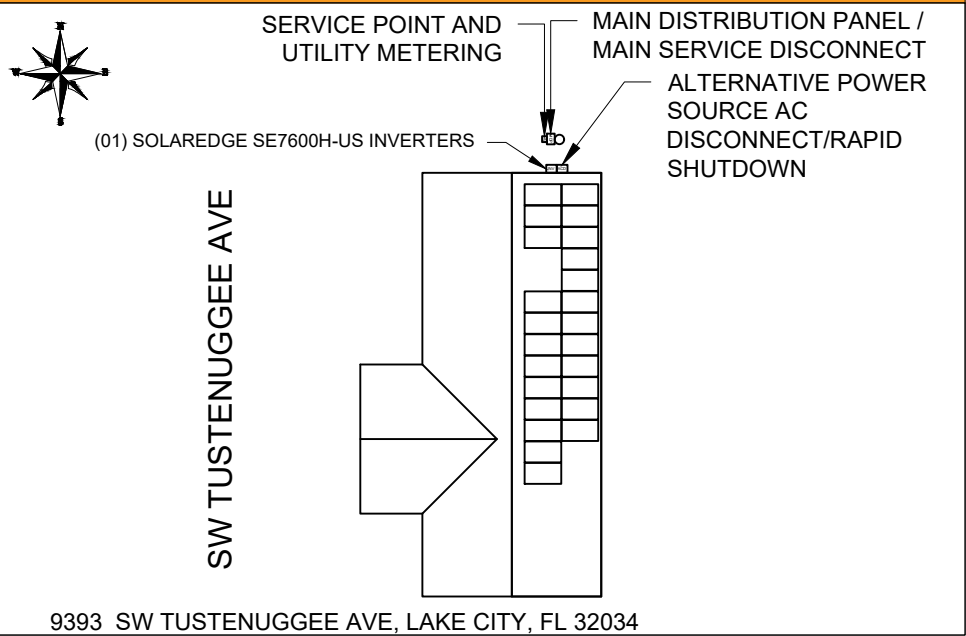 SERVICE POINT AND
UTILITY METERING
MAIN DISTRIBUTION PANEL /
MAIN SERVICE DISCONNECT
ALTERNATIVE POWER
SOURCE AC
DISCONNECT/RAPID
SHUTDOWN
(01) SOLAREDGE SE7600H-US INVERTERS
SW TUSTENUGGEE AVE
9393 SW TUSTENUGGEE AVE, LAKE CITY, FL 32034